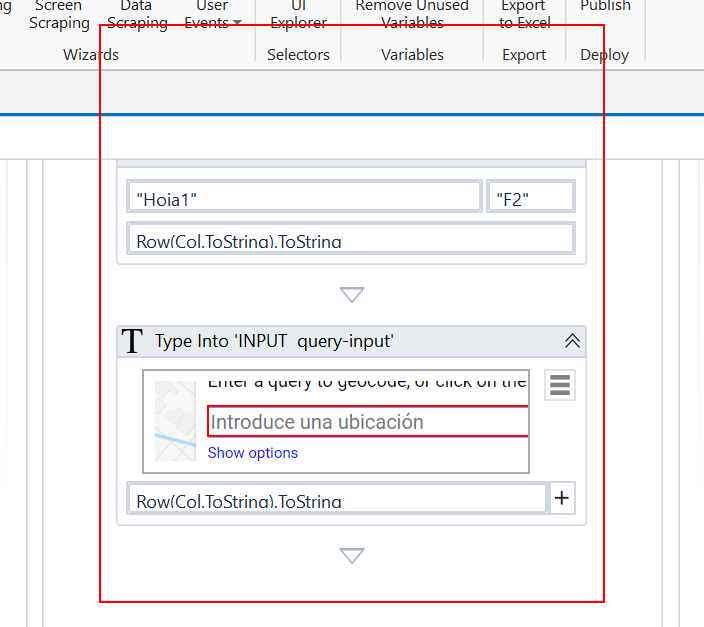 ng
Screen Scraping
Data Scraping
User Events
UI Explorer
Remove Unused Variables
Export to Excel
Publish
Wizards
Selectors
Variables
Export
Deploy
"Hoja1"
"F2"
Row(Col.ToString).ToString
T Type Into 'INPUT query-input'
Enter a query to geocode, or click on the
Introduce una ubicación
Show options
Row(Col.ToString).ToString
+